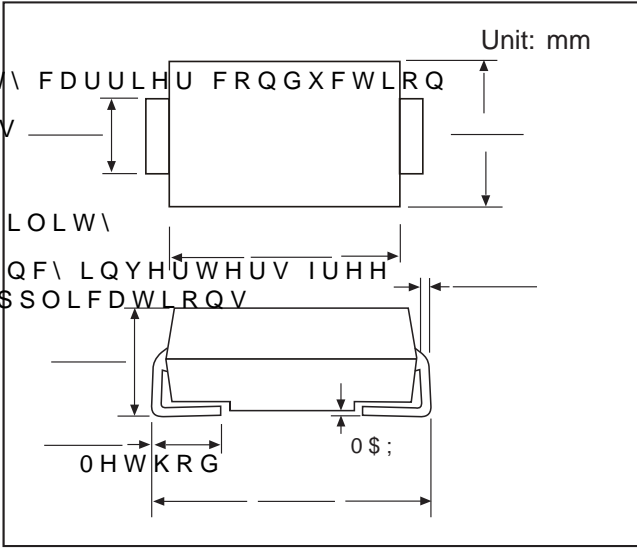 Unit: mm
\ FDUULHU FRQGXFWLRQ
V
LOLW\
QF\ LQYHUWHUV IUHH
SSOLFDWLRQV
0$;
0HWKRG